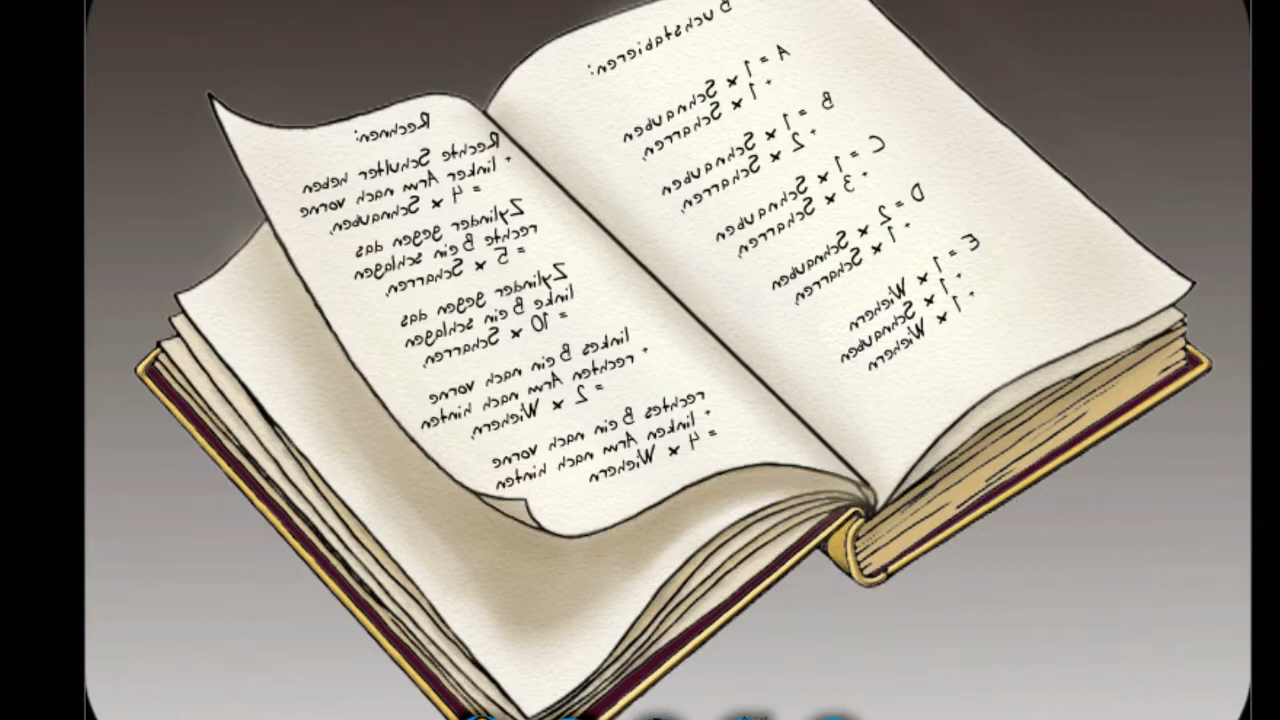 Buchstabieren:
A = 1 x Schnauben
+ 1 x Scharren,
B = 1 x Schnauben
+ 2 x Scharren,
C = 1 x Schnauben
+ 3 x Scharren
D = 2 x Schnauben
+ 1 x Scharren,
E = 1 x Wiehern
+ 1 x Schnauben
+ 1 x Wiehern
Rechnen:
Rechte Schulter heben
+ linker Arm nach vorne
= 4 x Schnauben,
Zylinder gegen das
rechte Bein schlagen
= 5 x Scharren,
Zylinder gegen das
linke Bein schlagen
= 10 x Scharren,
linkes Bein nach vorne
+ rechten Arm nach hinten
= 2 x Wiehern,
rechtes Bein nach vorne
+ linken Arm nach hinten
= 4 x Wiehern